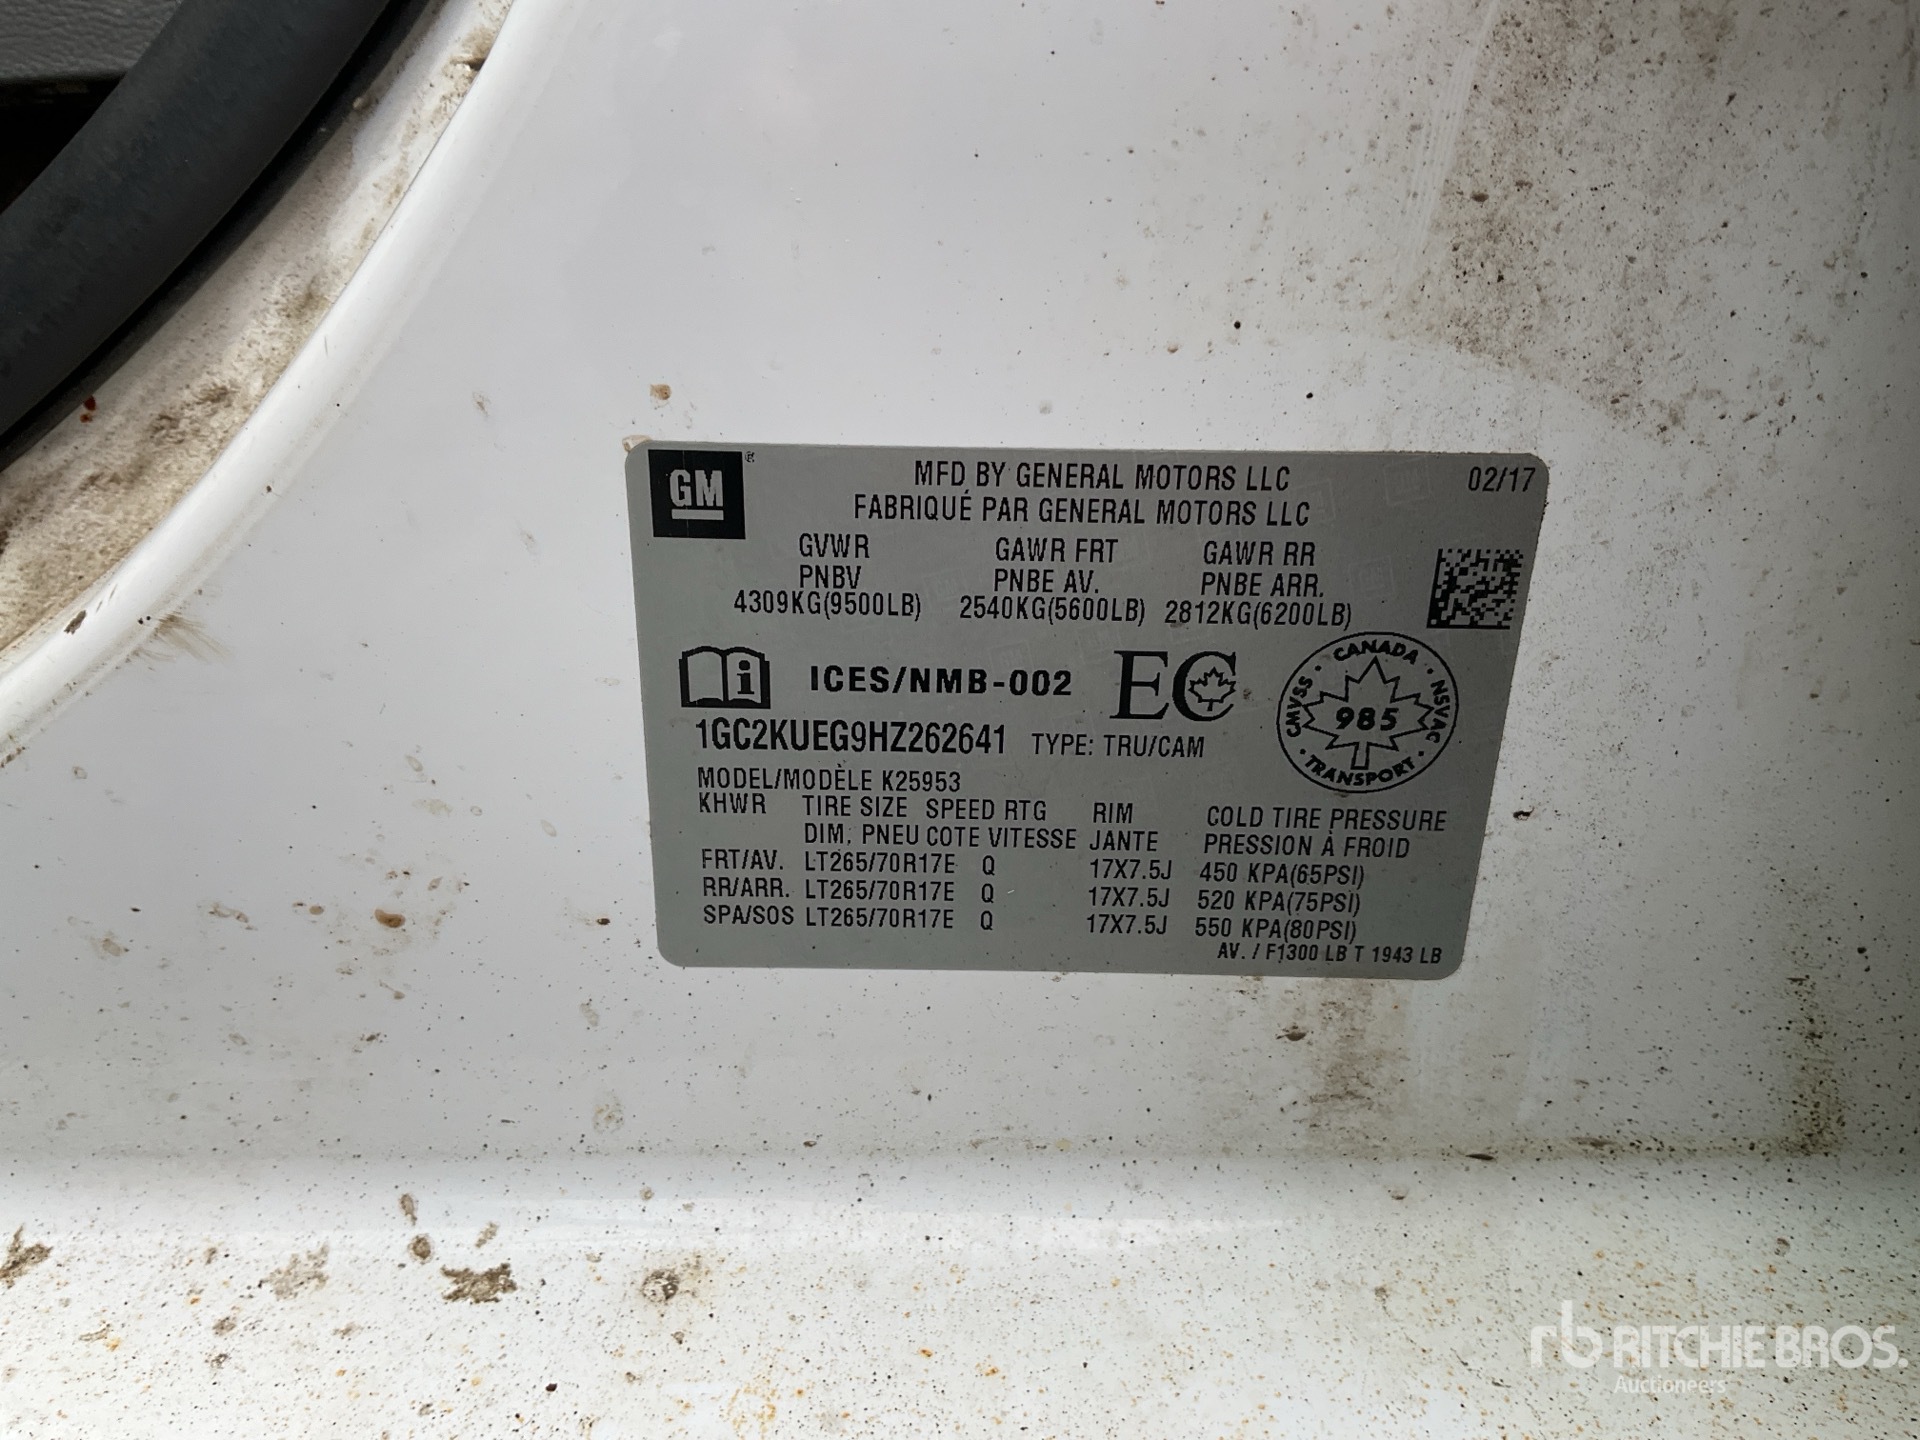 GM
MFD BY GENERAL MOTORS LLC 02/17
FABRIQUÉ PAR GENERAL MOTORS LLC
GVWR GAWR FRT GAWR RR
PNBV PNBE AV. PNBE ARR.
4309KG(9500LB) 2540KG(5600LB) 2812KG(6200LB)
ICES/NMB-002 EC
CANADA CMVSS NSVAC 985 TRANSPORT
1GC2KUEG9HZ262641 TYPE: TRU/CAM
MODEL/MODÈLE K25953
KHWR TIRE SIZE SPEED RTG RIM COLD TIRE PRESSURE
DIM. PNEU COTE VITESSE JANTE PRESSION À FROID
FRT/AV. LT265/70R17E Q 17X7.5J 450 KPA(65PSI)
RR/ARR. LT265/70R17E Q 17X7.5J 520 KPA(75PSI)
SPA/SOS LT265/70R17E Q 17X7.5J 550 KPA(80PSI)
AV. / F1300 LB T 1943 LB
rb RITCHIE BROS.
Auctioneers